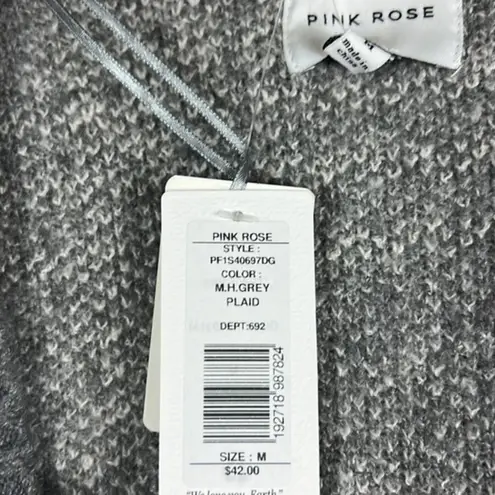 PINK ROSE
M
made in
china
PINK ROSE
STYLE :
PF1S40697DG
COLOR :
M.H.GREY
PLAID
DEPT:692
192718 987824
SIZE : M
$42.00
"We love you, Earth"